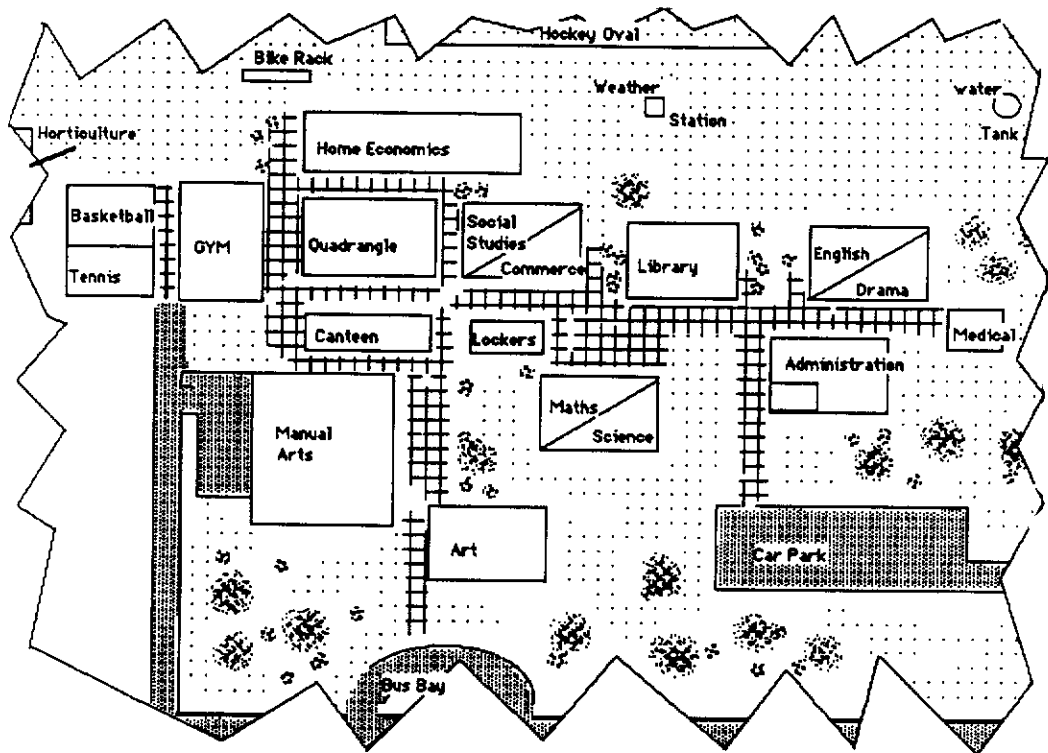 Hockey Oval
Bike Rack
Weather
Station
water
Tank
Horticulture
Home Economics
Basketball
Tennis
GYM
Quadrangle
Social
Studies
Commerce
Library
English
Drama
Canteen
Lockers
Medical
Administration
Maths
Science
Manual
Arts
Art
Car Park
Bus Bay